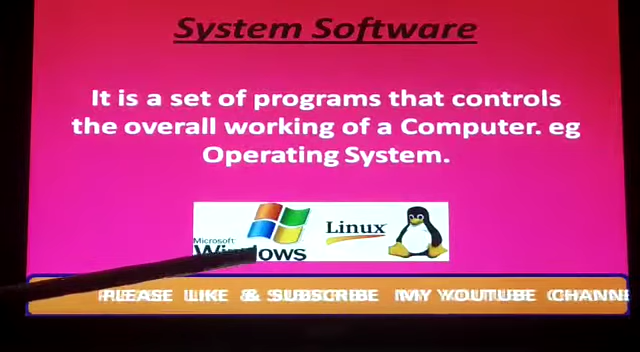 System Software
It is a set of programs that controls
the overall working of a Computer. eg
Operating System.
Microsoft
Windows
Linux
PLEASE LIKE & SUBSCRIBE MY YOUTUBE CHANNE